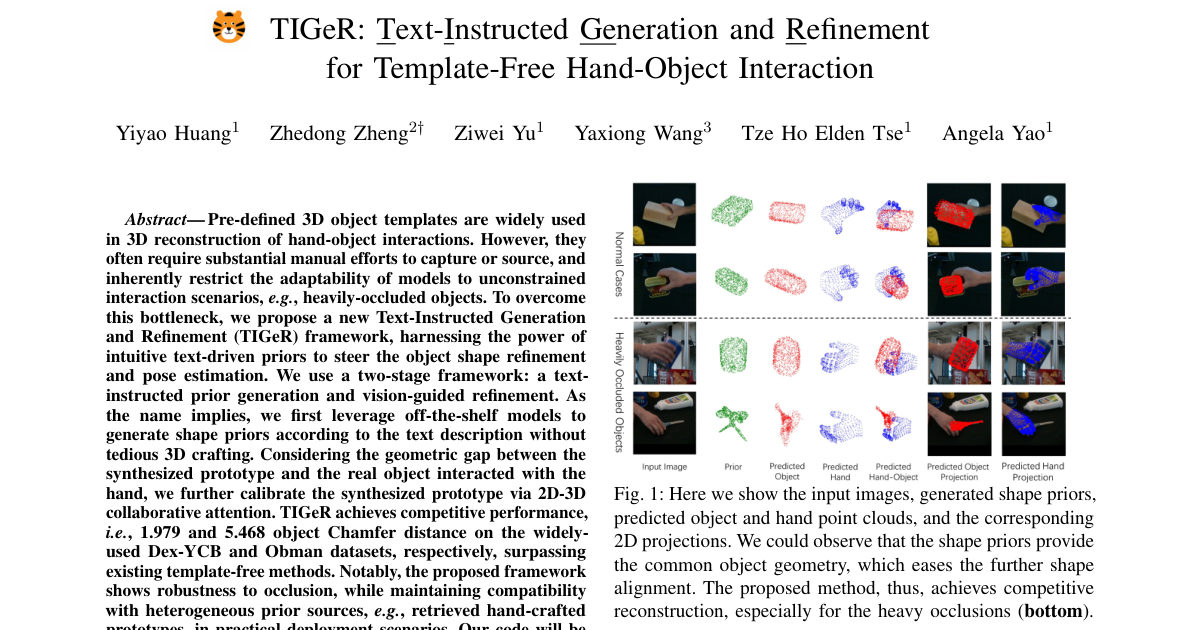 TIGeR: Text-Instructed Generation and Refinement
for Template-Free Hand-Object Interaction
Yiyao Huang1 Zhedong Zheng2† Ziwei Yu1 Yaxiong Wang3 Tze Ho Elden Tse1 Angela Yao1
Abstract— Pre-defined 3D object templates are widely used
in 3D reconstruction of hand-object interactions. However, they
often require substantial manual efforts to capture or source, and
inherently restrict the adaptability of models to unconstrained
interaction scenarios, e.g., heavily-occluded objects. To overcome
this bottleneck, we propose a new Text-Instructed Generation
and Refinement (TIGeR) framework, harnessing the power of
intuitive text-driven priors to steer the object shape refinement
and pose estimation. We use a two-stage framework: a text-
instructed prior generation and vision-guided refinement. As
the name implies, we first leverage off-the-shelf models to
generate shape priors according to the text description without
tedious 3D crafting. Considering the geometric gap between the
synthesized prototype and the real object interacted with the
hand, we further calibrate the synthesized prototype via 2D-3D
collaborative attention. TIGeR achieves competitive performance,
i.e., 1.979 and 5.468 object Chamfer distance on the widely-
used Dex-YCB and Obman datasets, respectively, surpassing
existing template-free methods. Notably, the proposed framework
shows robustness to occlusion, while maintaining compatibility
with heterogeneous prior sources, e.g., retrieved hand-crafted
prototypes, in practical deployment scenarios. Our code will be
Normal Cases
Heavily Occluded Objects
Input Image
Prior
Predicted
Object
Predicted
Hand
Predicted
Hand-Object
Predicted Object
Projection
Predicted Hand
Projection
Fig. 1: Here we show the input images, generated shape priors,
predicted object and hand point clouds, and the corresponding
2D projections. We could observe that the shape priors provide
the common object geometry, which eases the further shape
alignment. The proposed method, thus, achieves competitive
reconstruction, especially for the heavy occlusions (bottom).